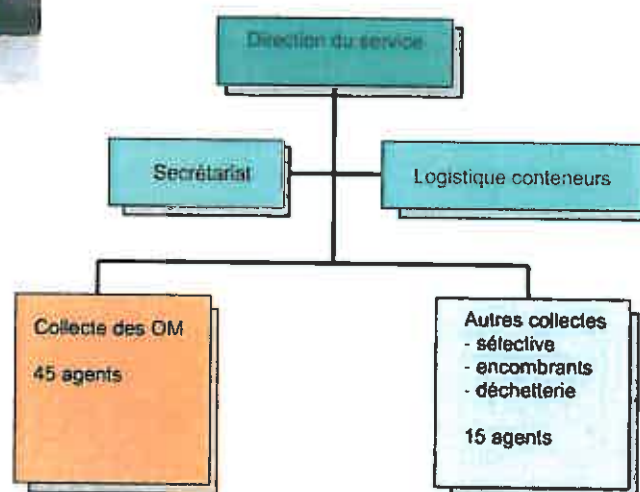 Direction du service
Secrétariat
Logistique conteneurs
Collecte des OM
45 agents
Autres collectes
- sélective
- encombrants
- déchetterie
15 agents